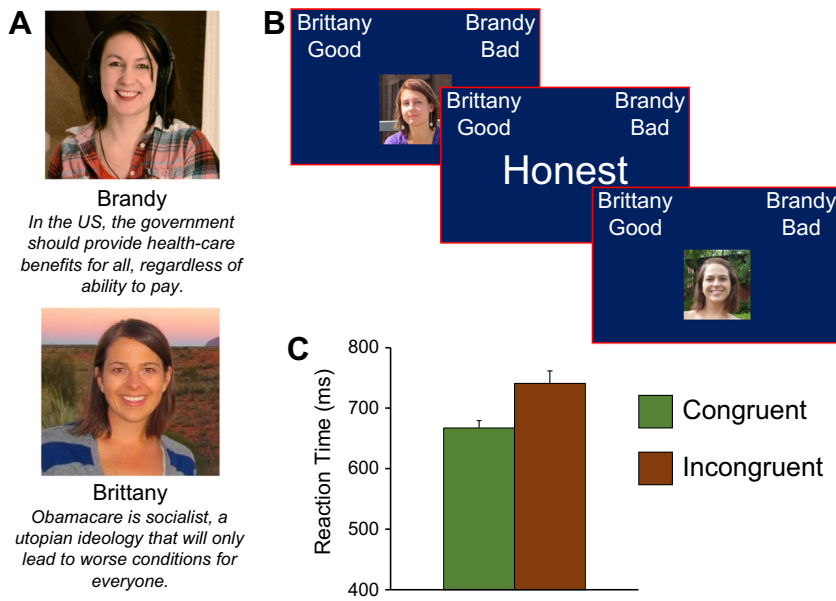 A
Brandy
In the US, the government
should provide health-care
benefits for all, regardless of
ability to pay.
Brittany
Obamacare is socialist, a
utopian ideology that will only
lead to worse conditions for
everyone.
B
Brittany
Good
Brandy
Bad
Brittany
Good
Brandy
Bad
Honest
Brittany
Good
Brandy
Bad
C
Reaction Time (ms)
800
700
600
500
400
Congruent
Incongruent